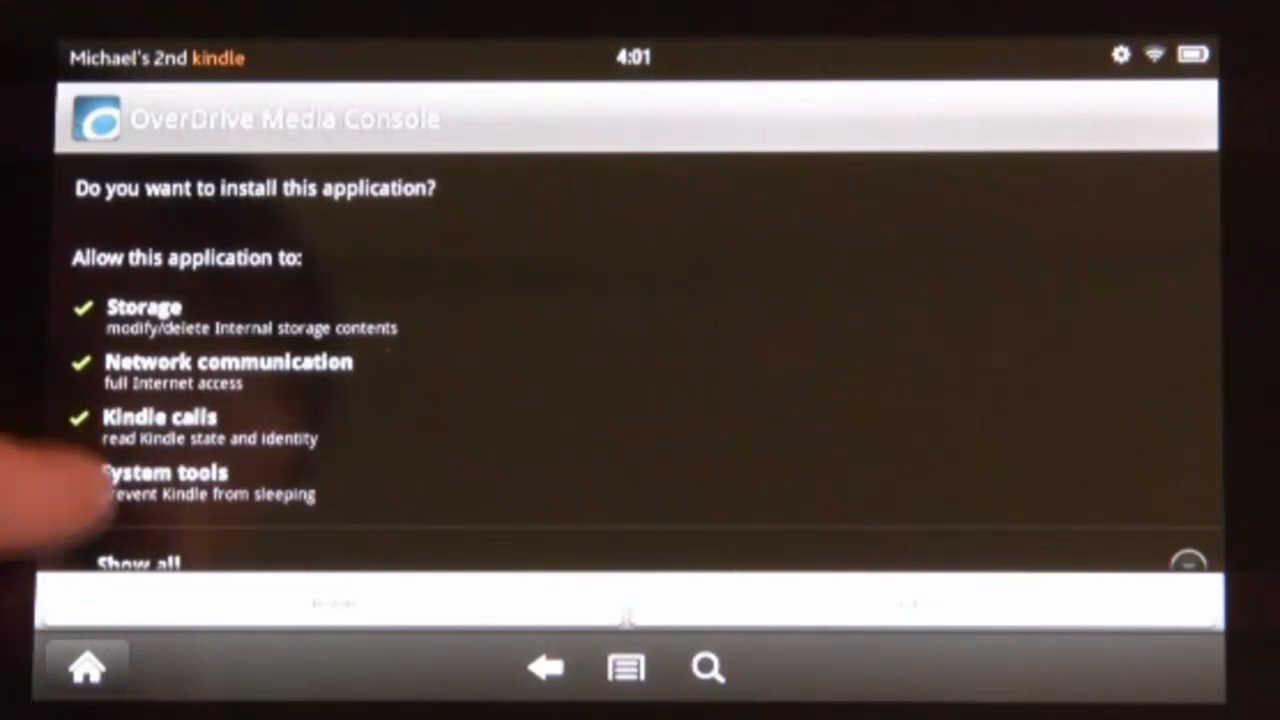 Michael's 2nd kindle
4:01
OverDrive Media Console
Do you want to install this application?
Allow this application to:
Storage
modify/delete Internal storage contents
Network communication
full Internet access
Kindle calls
read Kindle state and identity
System tools
prevent Kindle from sleeping
Show all